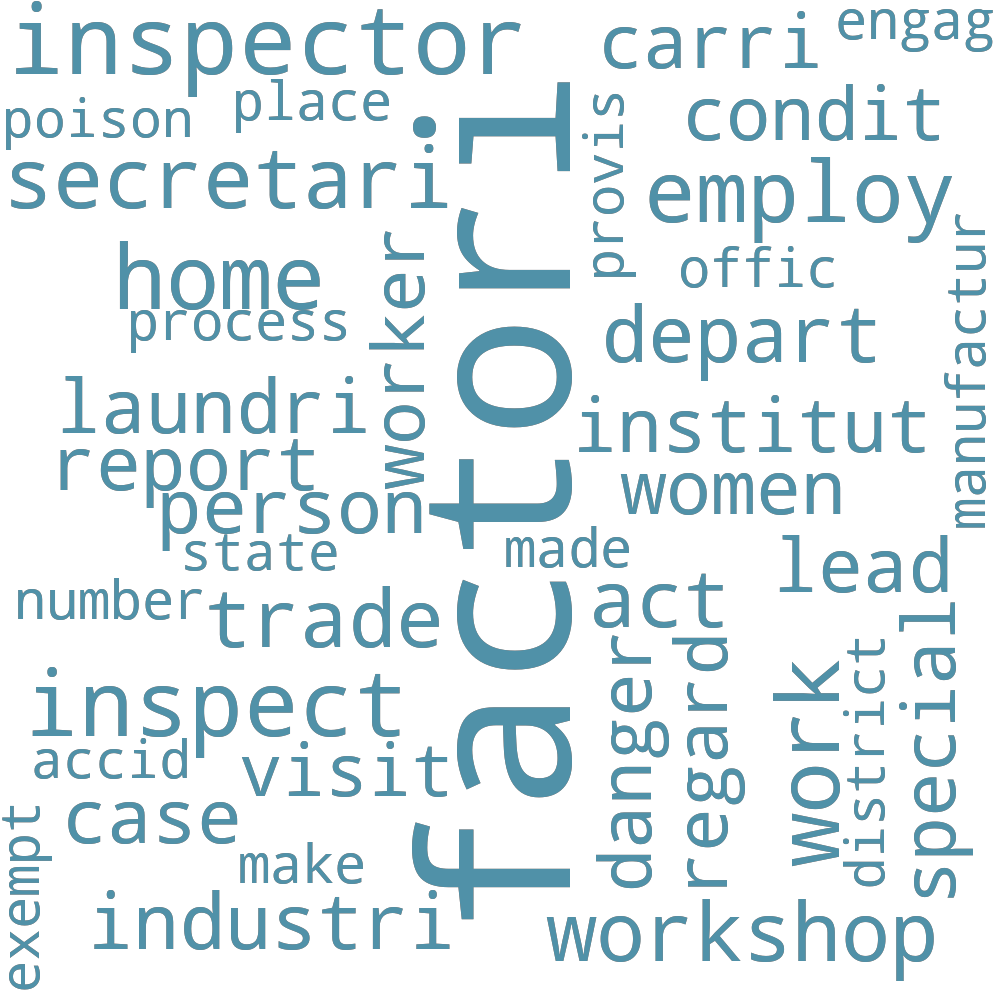 inspector
carri
engag
poison
place
provis
condit
secretari
employ
home
process
worker
factori
offic
manufactur
depart
laundri
report
person
institut
women
state
made
number
trade
act
lead
inspect
accid
visit
danger
regard
work
district
special
case
make
exempt
industri
workshop